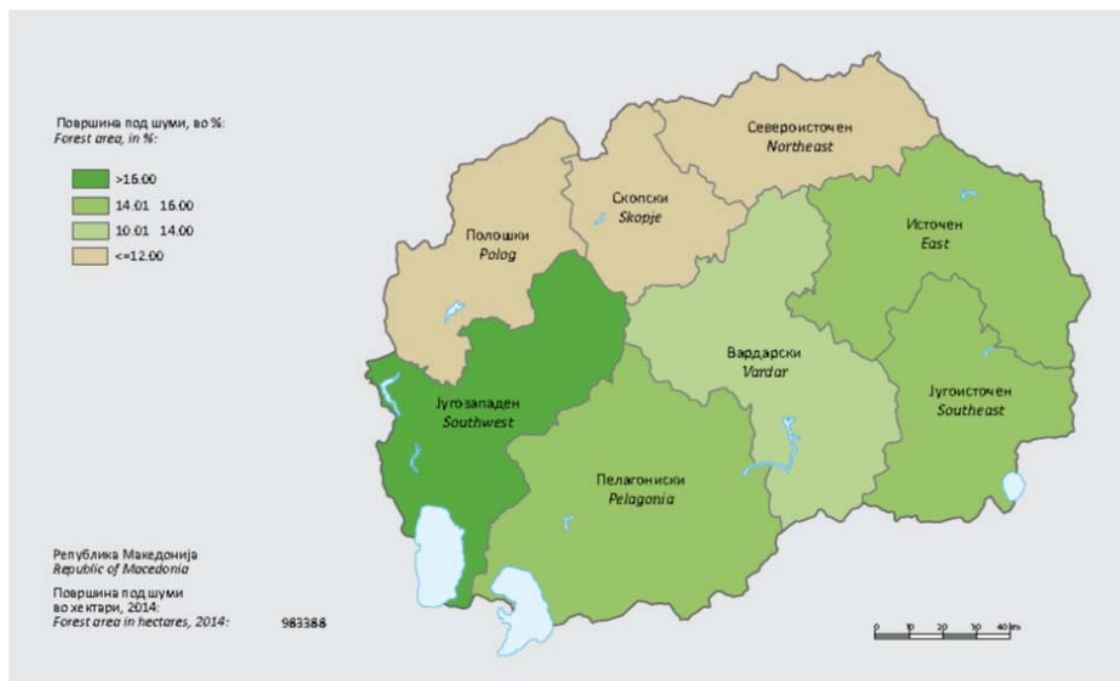 Површина под шуми, во %:
Forest area, in %:
>16.00
14.01 16.00
10.01 14.00
<=12.00
Североисточен
Northeast
Скопски
Skopje
Полошки
Polog
Источен
East
Вардарски
Vardar
Југозападен
Southwest
Југоисточен
Southeast
Пелагониски
Pelagonia
Република Македонија
Republic of Macedonia
Површина под шуми
во хектари, 2014:
Forest area in hectares, 2014: 983388
0 10 20 30 40 km